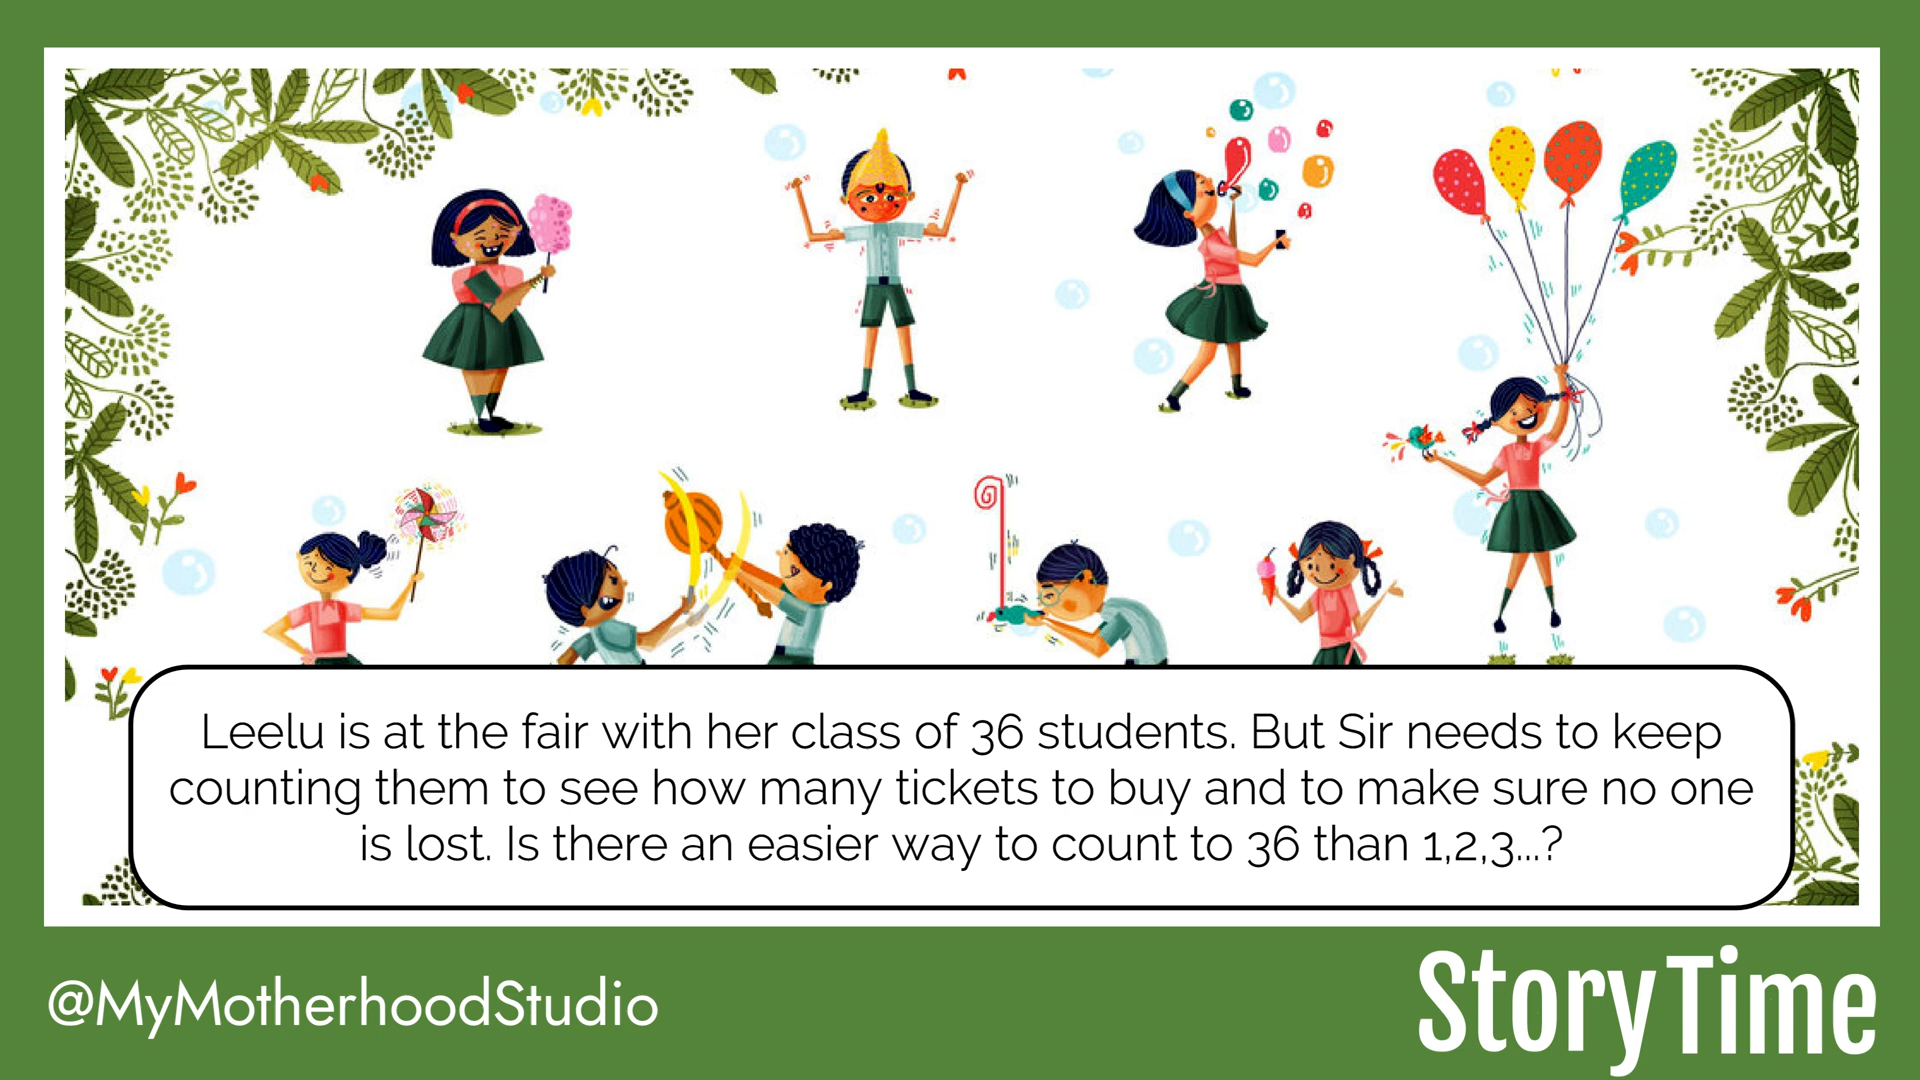 Leelu is at the fair with her class of 36 students. But Sir needs to keep
counting them to see how many tickets to buy and to make sure no one
is lost. Is there an easier way to count to 36 than 1,2,3...?
@MyMotherhoodStudio
StoryTime